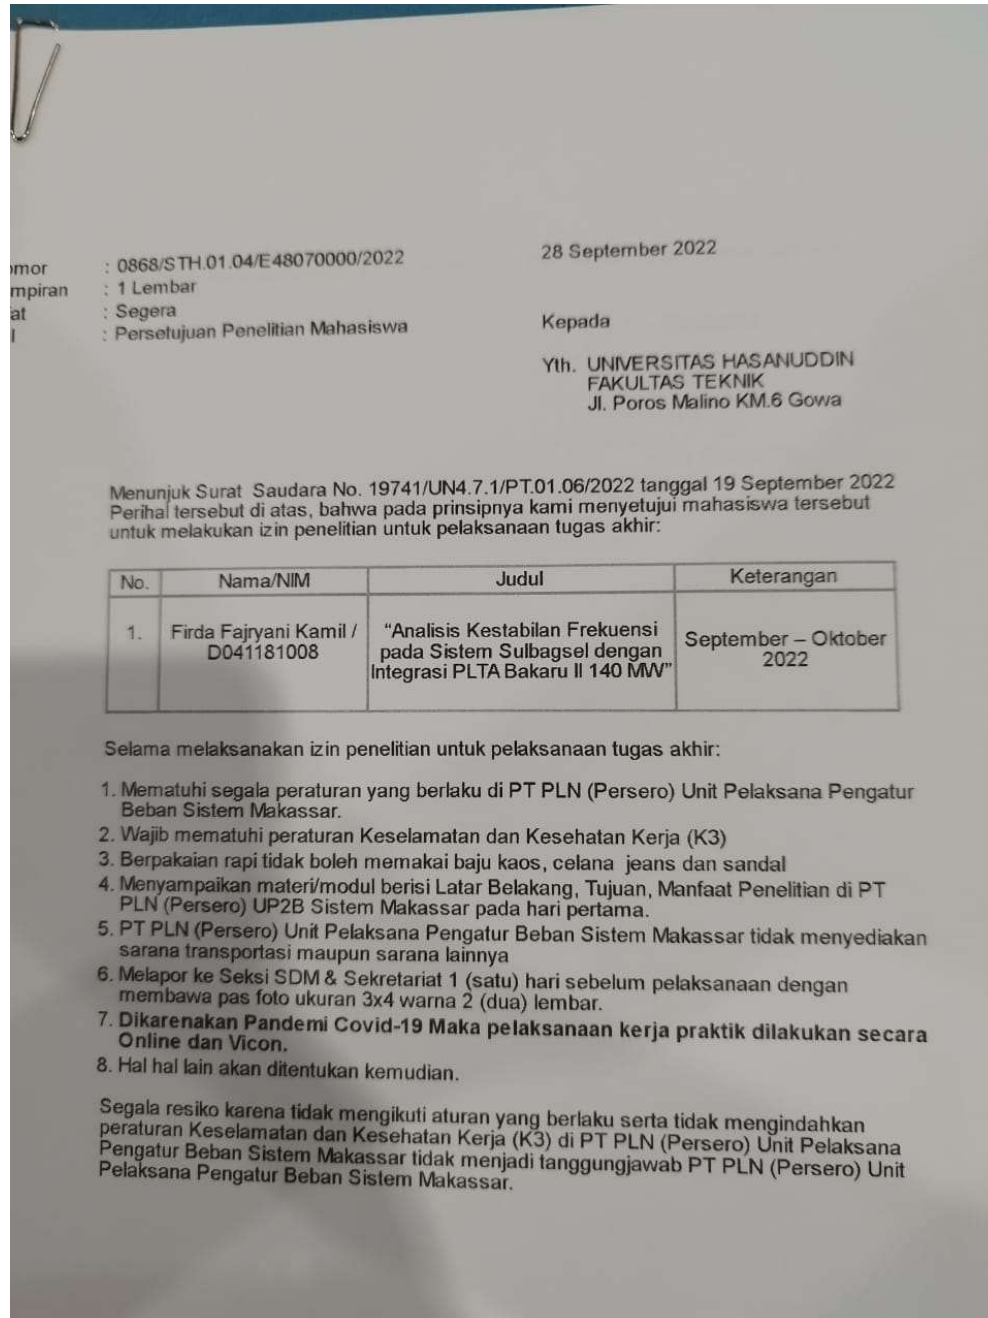 : 0868/STH.01.04/E48070000/2022
: 1 Lembar
: Segera
: Persetujuan Penelitian Mahasiswa
28 September 2022
Kepada
Yth. UNIVERSITAS HASANUDDIN
FAKULTAS TEKNIK
Jl. Poros Malino KM.6 Gowa
Menunjuk Surat Saudara No. 19741/UN4.7.1/PT.01.06/2022 tanggal 19 September 2022
Perihal tersebut di atas, bahwa pada prinsipnya kami menyetujui mahasiswa tersebut
untuk melakukan izin penelitian untuk pelaksanaan tugas akhir:
No. Nama/NIM Judul Keterangan
1. Firda Fajryani Kamil / D041181008
“Analisis Kestabilan Frekuensi
pada Sistem Sulbagsel dengan
Integrasi PLTA Bakaru II 140 MW”
September – Oktober
2022
Selama melaksanakan izin penelitian untuk pelaksanaan tugas akhir:
1. Mematuhi segala peraturan yang berlaku di PT PLN (Persero) Unit Pelaksana Pengatur
Beban Sistem Makassar.
2. Wajib mematuhi peraturan Keselamatan dan Kesehatan Kerja (K3)
3. Berpakaian rapi tidak boleh memakai baju kaos, celana jeans dan sandal
4. Menyampaikan materi/modul berisi Latar Belakang, Tujuan, Manfaat Penelitian di PT
PLN (Persero) UP2B Sistem Makassar pada hari pertama.
5. PT PLN (Persero) Unit Pelaksana Pengatur Beban Sistem Makassar tidak menyediakan
sarana transportasi maupun sarana lainnya
6. Melapor ke Seksi SDM & Sekretariat 1 (satu) hari sebelum pelaksanaan dengan
membawa pas foto ukuran 3x4 warna 2 (dua) lembar.
7. Dikarenakan Pandemi Covid-19 Maka pelaksanaan kerja praktik dilakukan secara
Online dan Vicon.
8. Hal hal lain akan ditentukan kemudian.
Segala resiko karena tidak mengikuti aturan yang berlaku serta tidak mengindahkan
peraturan Keselamatan dan Kesehatan Kerja (K3) di PT PLN (Persero) Unit Pelaksana
Pengatur Beban Sistem Makassar tidak menjadi tanggungjawab PT PLN (Persero) Unit
Pelaksana Pengatur Beban Sistem Makassar.